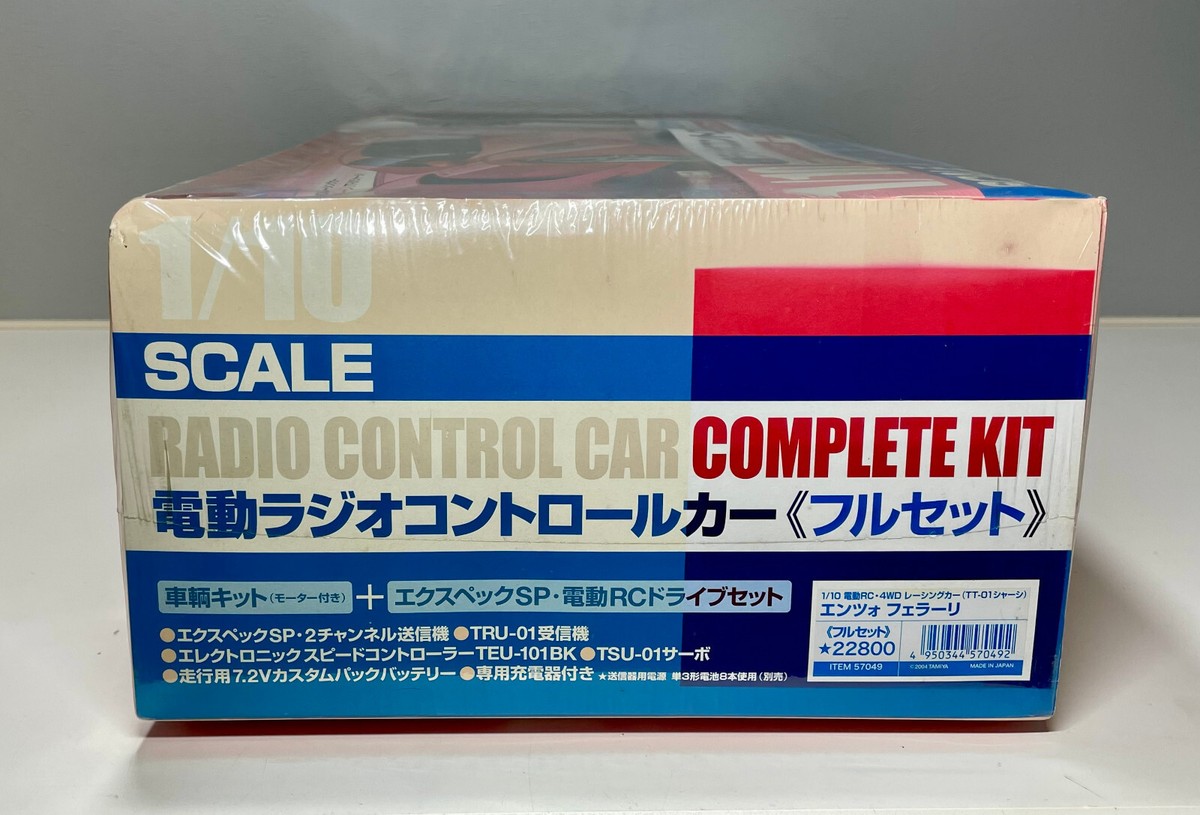 1/10
SCALE
RADIO CONTROL CAR COMPLETE KIT
電動ラジオコントロールカー《フルセット》
車輌キット(モーター付き)+エクスペックSP・電動RCドライブセット
●エクスペックSP・2チャンネル送信機 ●TRU-01受信機
●エレクトロニックスピードコントローラーTEU-101BK ●TSU-01サーボ
●走行用7.2Vカスタムパックバッテリー ●専用充電器付き ★送信器用電源 単3形電池8本使用(別売)
1/10 電動RC・4WD レーシングカー(TT-01シャーシ)
エンツォ フェラーリ
《フルセット》
★22800
ITEM 57049
4 950344 570492
©2004 TAMIYA MADE IN JAPAN